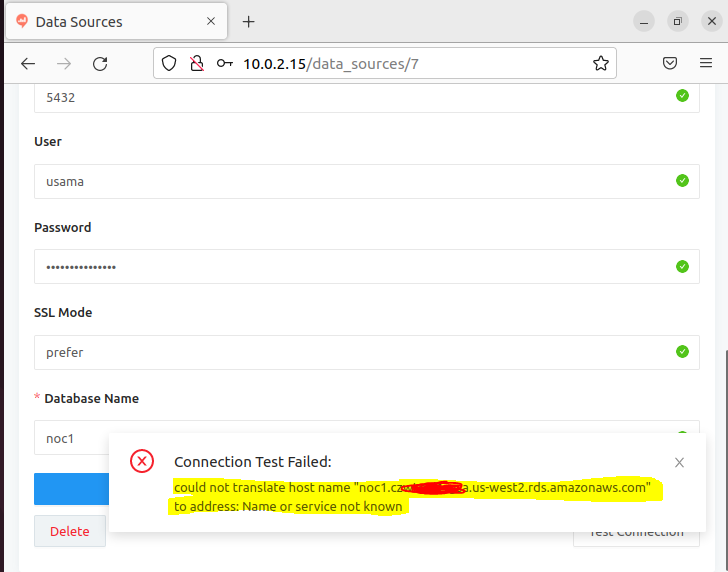 Data Sources
10.0.2.15/data_sources/7
5432
User
usama
Password
•••••••••••••••
SSL Mode
prefer
* Database Name
noc1
Connection Test Failed:
could not translate host name "noc1.cz a.us-west2.rds.amazonaws.com"
to address: Name or service not known
Delete
Test Connection